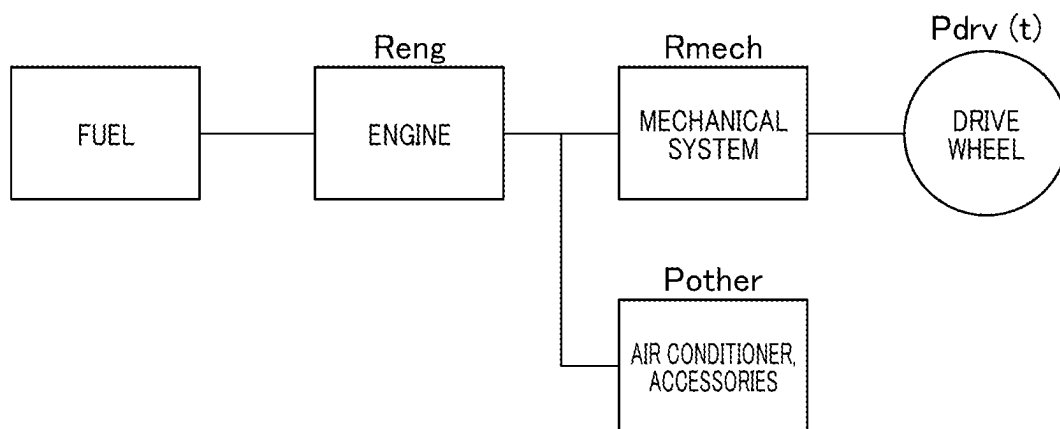 Pdrv (t)
Reng
Rmech
FUEL
ENGINE
MECHANICAL
SYSTEM
DRIVE
WHEEL
Pother
AIR CONDITIONER,
ACCESSORIES